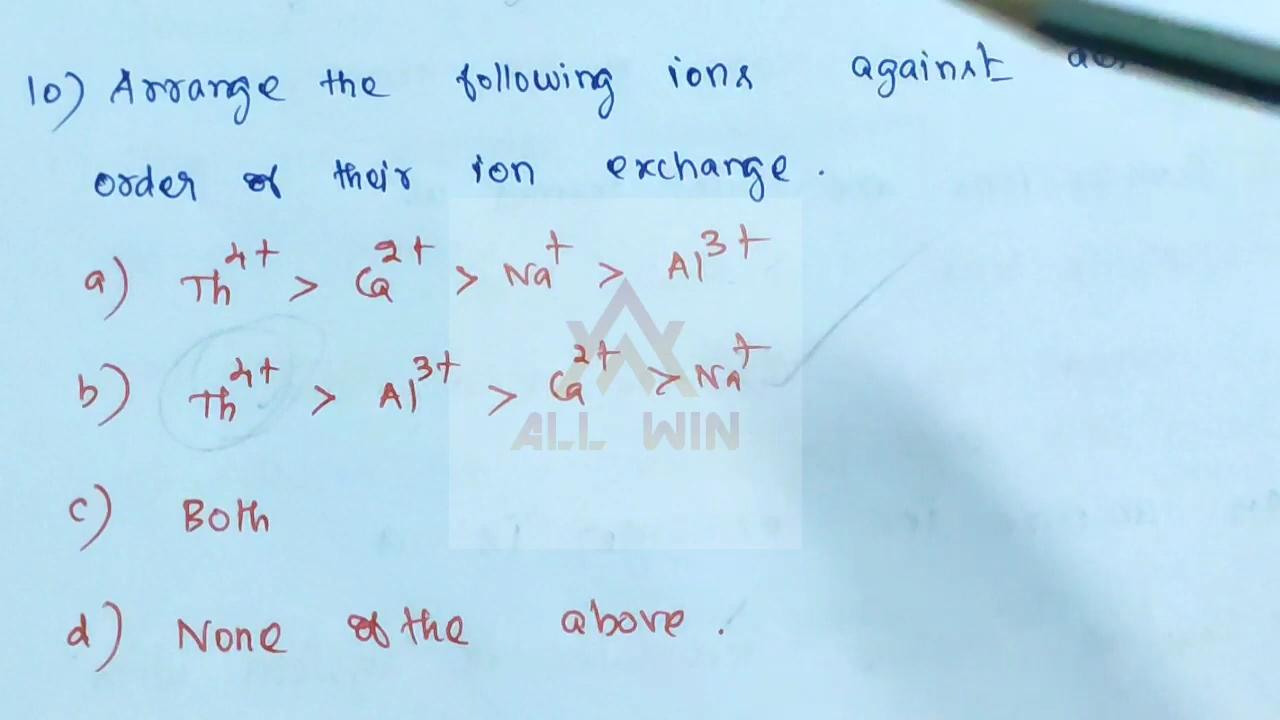 10) Arrange the following ions against
order of their ion exchange.
a) Th⁴⁺ > Ca²⁺ > Na⁺ > Al³⁺
b) Th⁴⁺ > Al³⁺ > Ca²⁺ > Na⁺
ALL WIN
c) Both
d) None of the above.